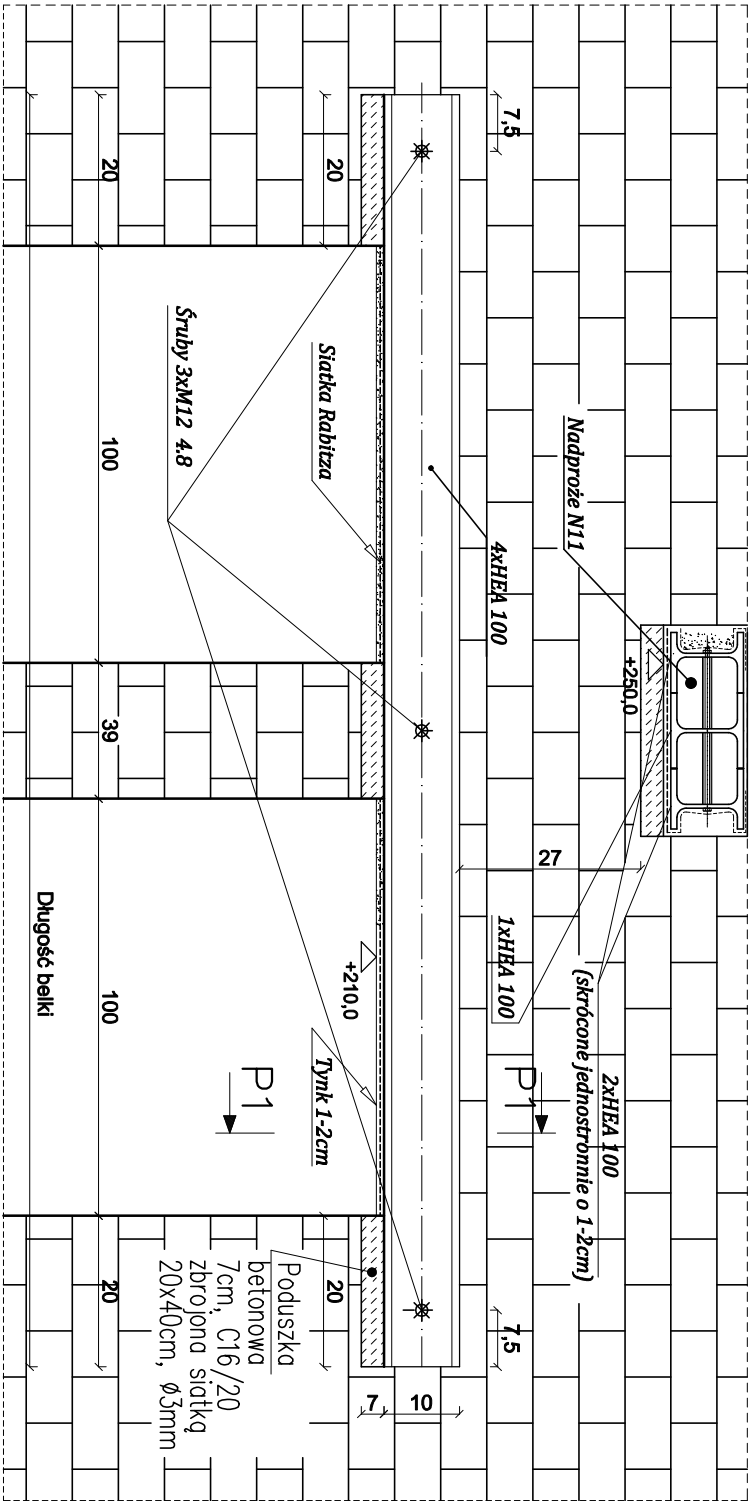 Nadproże N11
2xHEA 100
(skrócone jednostronnie o 1-2cm)
+250,0
27
1xHEA 100
4xHEA 100
P1
7,5
7,5
10
7
Siatka Rabitza
Tynk 1-2cm
+210,0
20
20
Poduszka
betonowa
7cm, C16/20
zbrojona siatką
20x40cm, ø3mm
P1
Śruby 3xM12 4.8
20
100
39
100
20
Długość belki